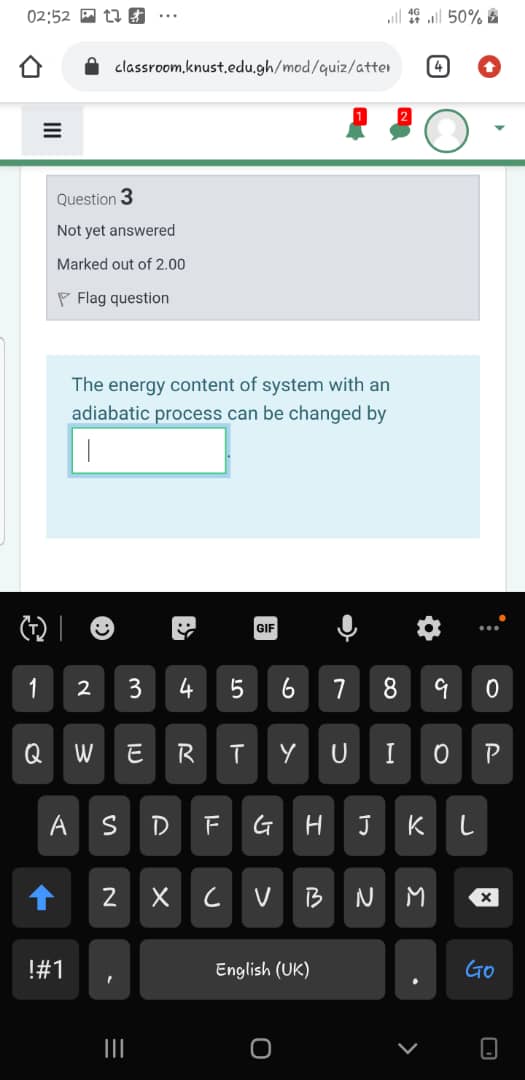 02:52 ... 4G 50%
classroom.knust.edu.gh/mod/quiz/atte 4
1 2
Question 3
Not yet answered
Marked out of 2.00
Flag question
The energy content of system with an
adiabatic process can be changed by
.
T GIF ...
1 2 3 4 5 6 7 8 9 0
Q W E R T Y U I O P
A S D F G H J K L
Z X C V B N M
!#1 , English (UK) . Go